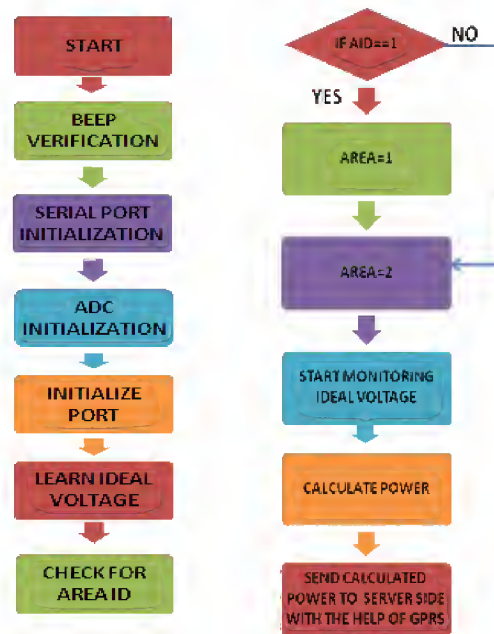 START
BEEP
VERIFICATION
SERIAL PORT
INITIALIZATION
ADC
INITIALIZATION
INITIALIZE
PORT
LEARN IDEAL
VOLTAGE
CHECK FOR
AREA ID
IF AID==1
NO
YES
AREA=1
AREA=2
START MONITORING
IDEAL VOLTAGE
CALCULATE POWER
SEND CALCULATED
POWER TO SERVER SIDE
WITH THE HELP OF GPRS